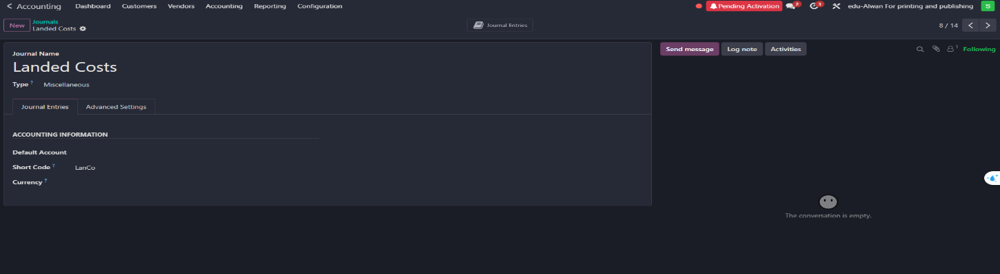 < Accounting Dashboard Customers Vendors Accounting Reporting Configuration Pending Activation 2 3 edu-Alwan For printing and publishing S
New Journals
Landed Costs
Journal Entries
8 / 14
Journal Name
Landed Costs
Type ? Miscellaneous
Journal Entries Advanced Settings
ACCOUNTING INFORMATION
Default Account
Short Code ? LanCo
Currency ?
Send message Log note Activities 1 Following
The conversation is empty.